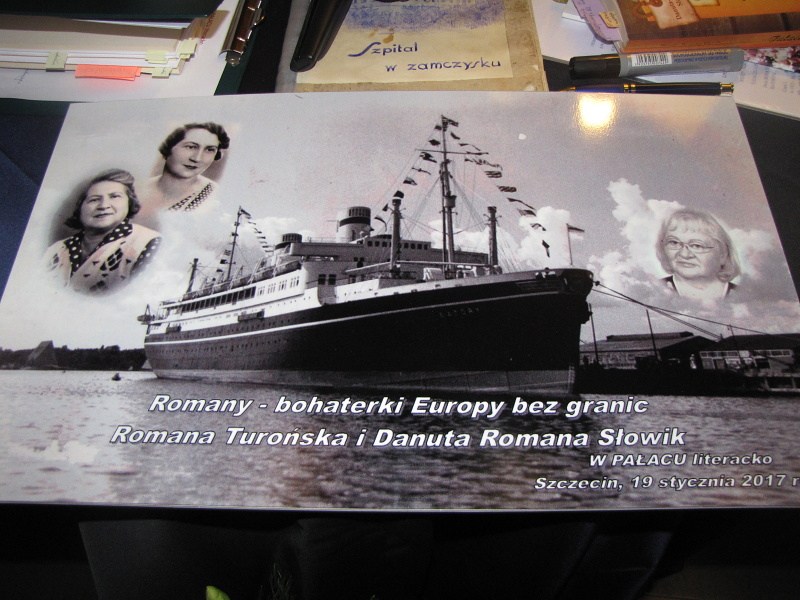 Szpital
w zamczysku
Romany - bohaterki Europy bez granic
Romana Turońska i Danuta Romana Słowik
W PAŁACU literacko
Szczecin, 19 stycznia 2017 r